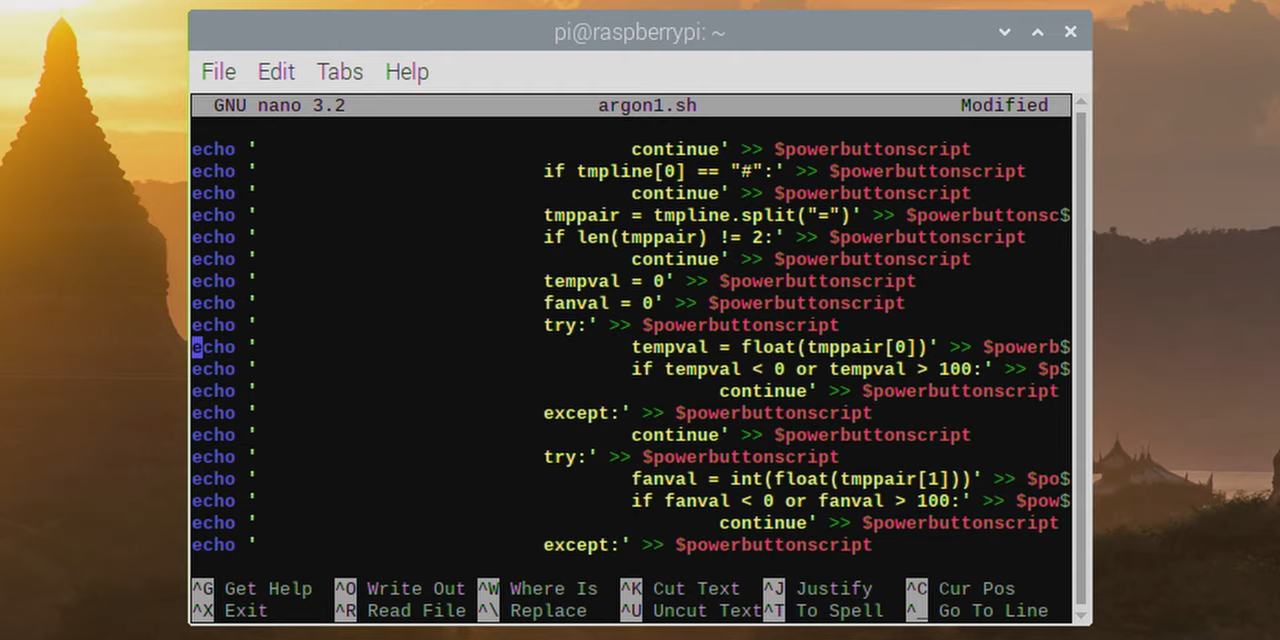 pi@raspberrypi: ~
File Edit Tabs Help
GNU nano 3.2 argon1.sh Modified
echo ' continue' >> $powerbuttonscript
echo ' if tmpline[0] == "#":' >> $powerbuttonscript
echo ' continue' >> $powerbuttonscript
echo ' tmppair = tmpline.split("=")' >> $powerbuttonsc$
echo ' if len(tmppair) != 2:' >> $powerbuttonscript
echo ' continue' >> $powerbuttonscript
echo ' tempval = 0' >> $powerbuttonscript
echo ' fanval = 0' >> $powerbuttonscript
echo ' try:' >> $powerbuttonscript
echo ' tempval = float(tmppair[0])' >> $powerb$
echo ' if tempval < 0 or tempval > 100:' >> $p$
echo ' continue' >> $powerbuttonscript
echo ' except:' >> $powerbuttonscript
echo ' continue' >> $powerbuttonscript
echo ' try:' >> $powerbuttonscript
echo ' fanval = int(float(tmppair[1]))' >> $po$
echo ' if fanval < 0 or fanval > 100:' >> $pow$
echo ' continue' >> $powerbuttonscript
echo ' except:' >> $powerbuttonscript
^G Get Help ^O Write Out ^W Where Is ^K Cut Text ^J Justify ^C Cur Pos
^X Exit ^R Read File ^\ Replace ^U Uncut Text ^T To Spell ^_ Go To Line